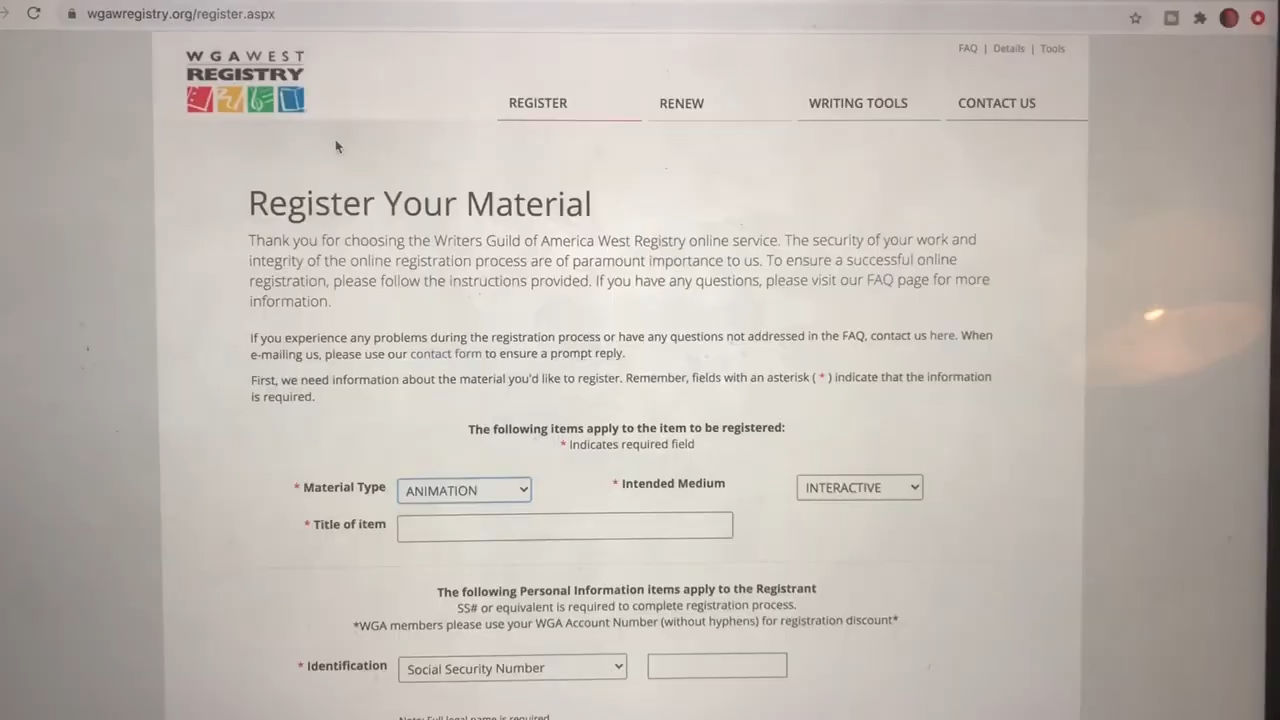 wgawregistry.org/register.aspx
WGAWEST
REGISTRY
FAQ | Details | Tools
REGISTER RENEW WRITING TOOLS CONTACT US
Register Your Material
Thank you for choosing the Writers Guild of America West Registry online service. The security of your work and
integrity of the online registration process are of paramount importance to us. To ensure a successful online
registration, please follow the instructions provided. If you have any questions, please visit our FAQ page for more
information.
If you experience any problems during the registration process or have any questions not addressed in the FAQ, contact us here. When
e-mailing us, please use our contact form to ensure a prompt reply.
First, we need information about the material you'd like to register. Remember, fields with an asterisk ( * ) indicate that the information
is required.
The following items apply to the item to be registered:
* Indicates required field
* Material Type ANIMATION * Intended Medium INTERACTIVE
* Title of item
The following Personal Information items apply to the Registrant
SS# or equivalent is required to complete registration process.
*WGA members please use your WGA Account Number (without hyphens) for registration discount*
* Identification Social Security Number
Note: Full legal name is required